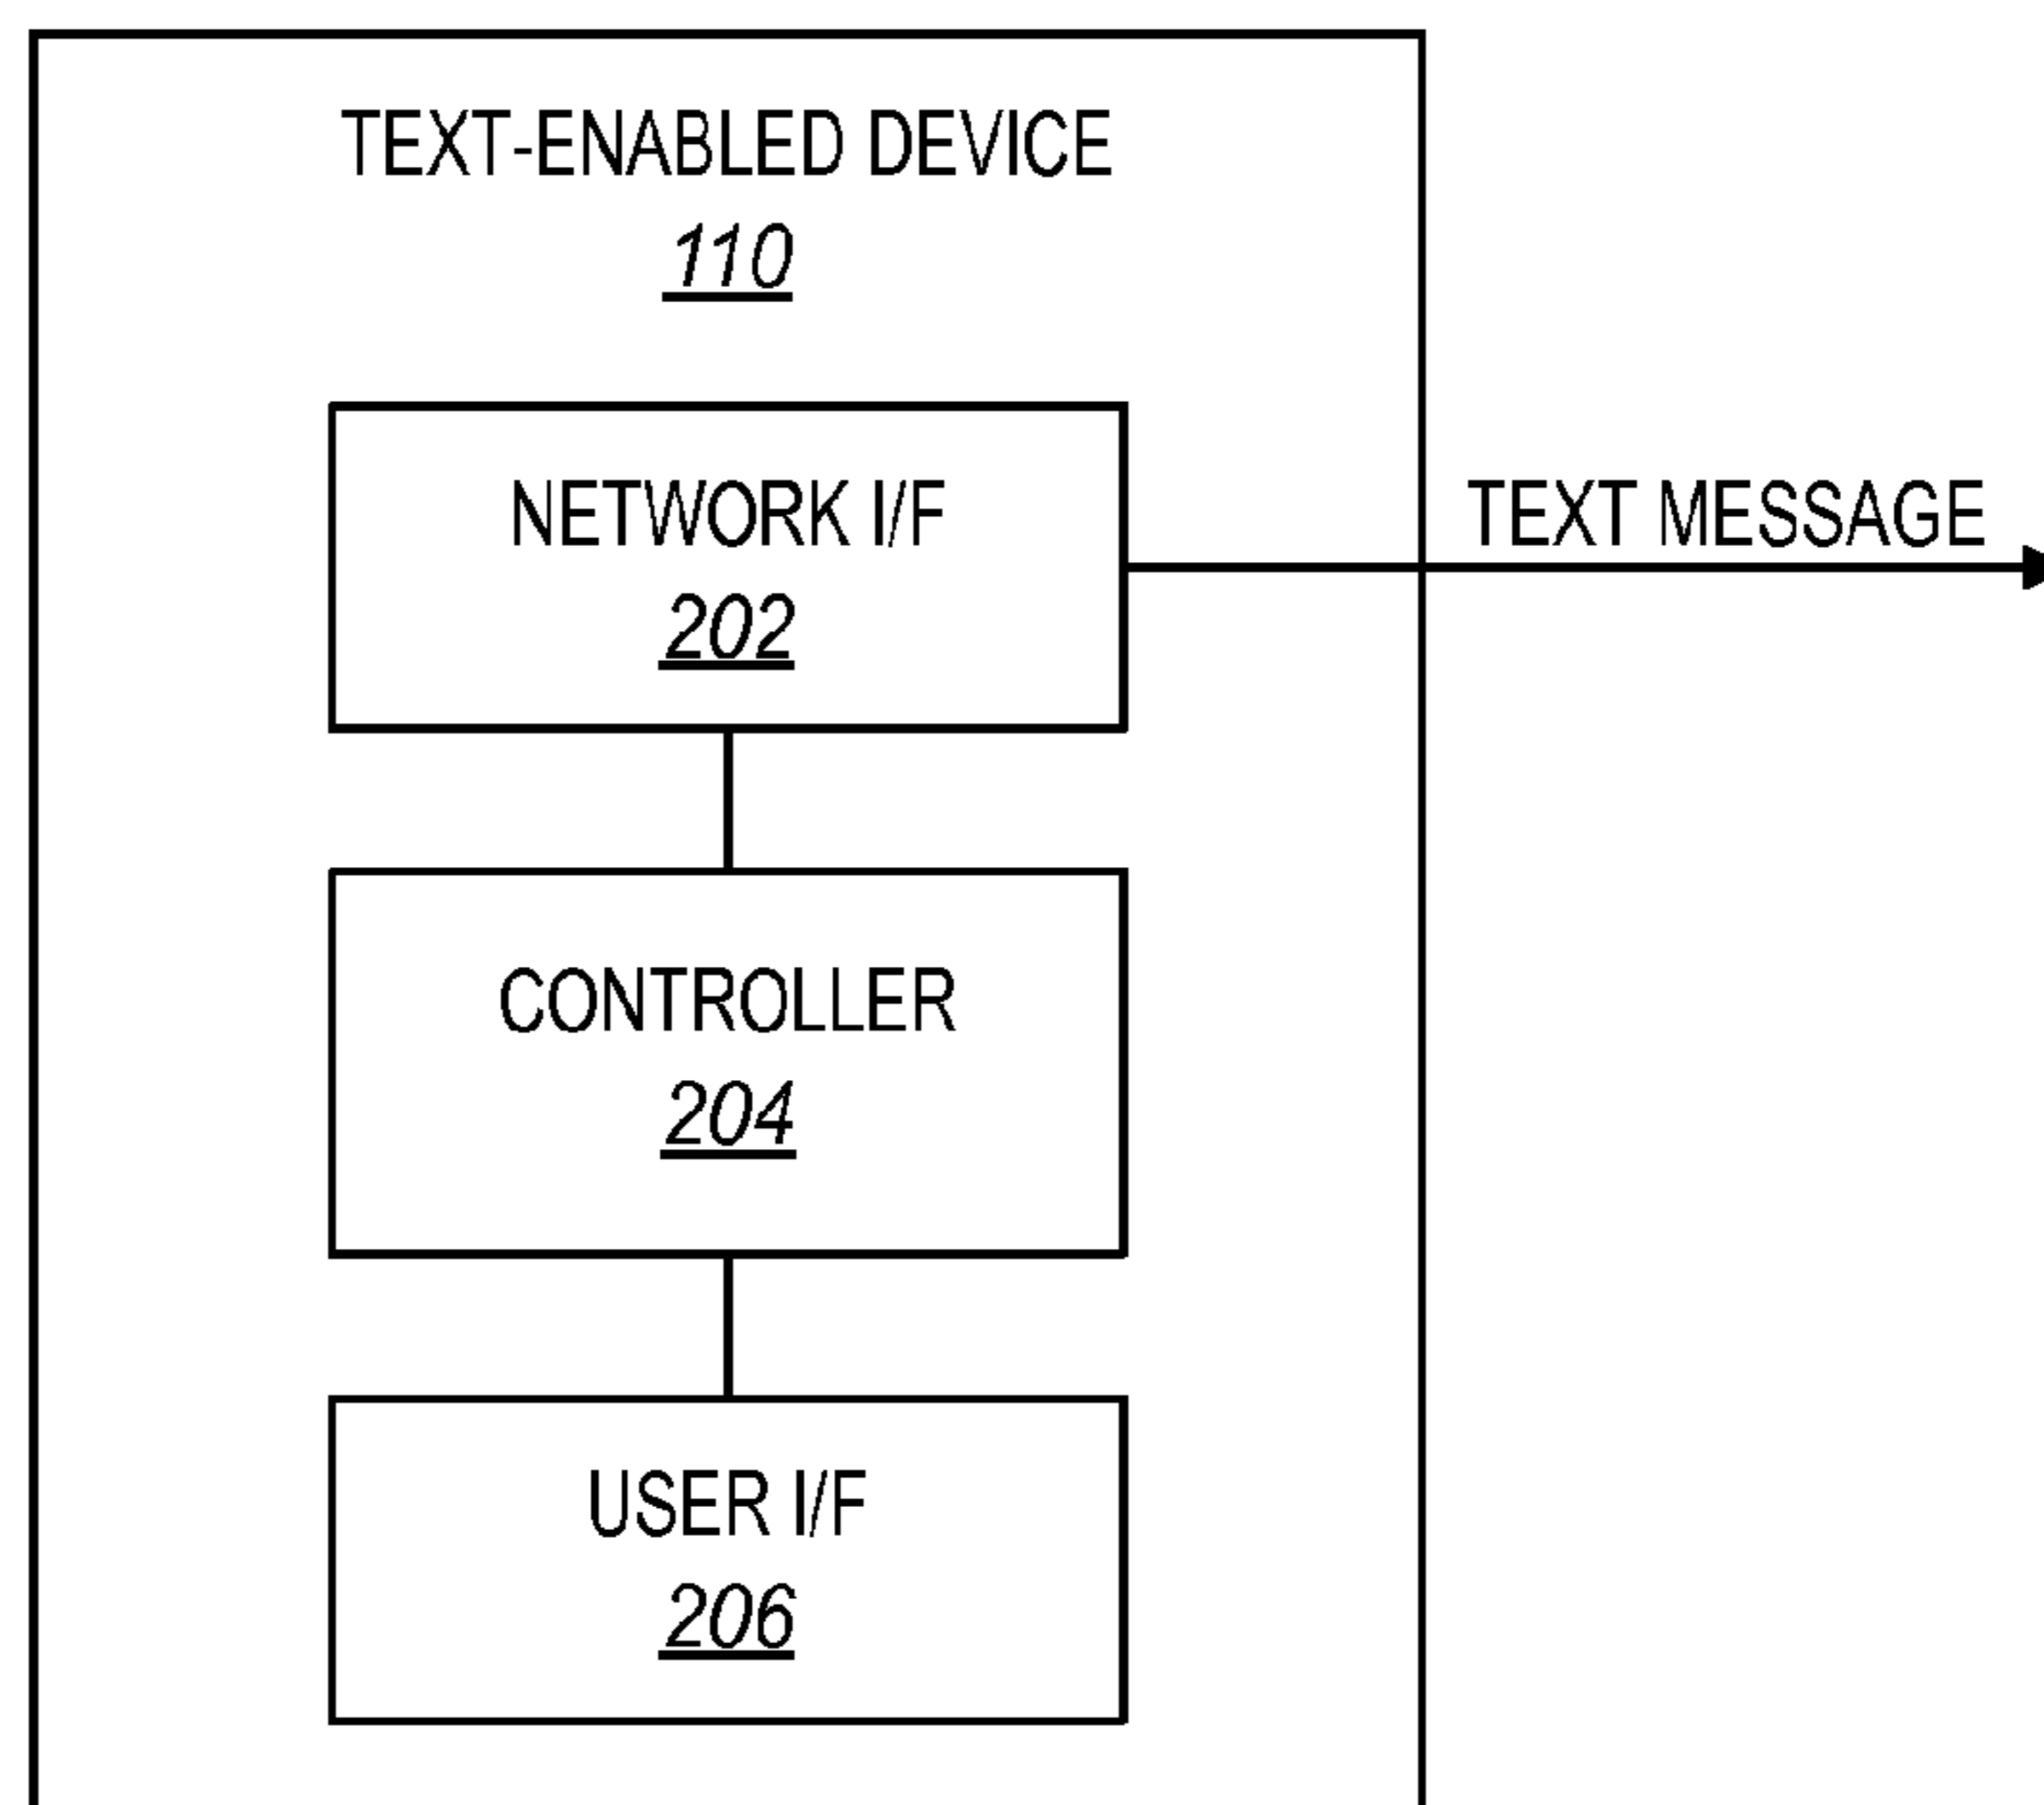 TEXT-ENABLED DEVICE
110
NETWORK I/F
202
TEXT MESSAGE
CONTROLLER
204
USER I/F
206